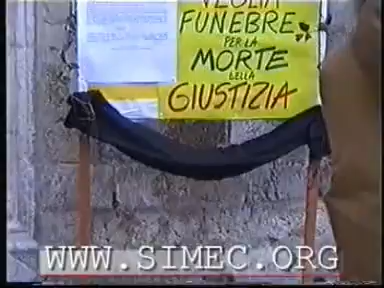 VEGLIA
FUNEBRE
PER LA
MORTE
DELLA
GIUSTIZIA
WWW.SIMEC.ORG